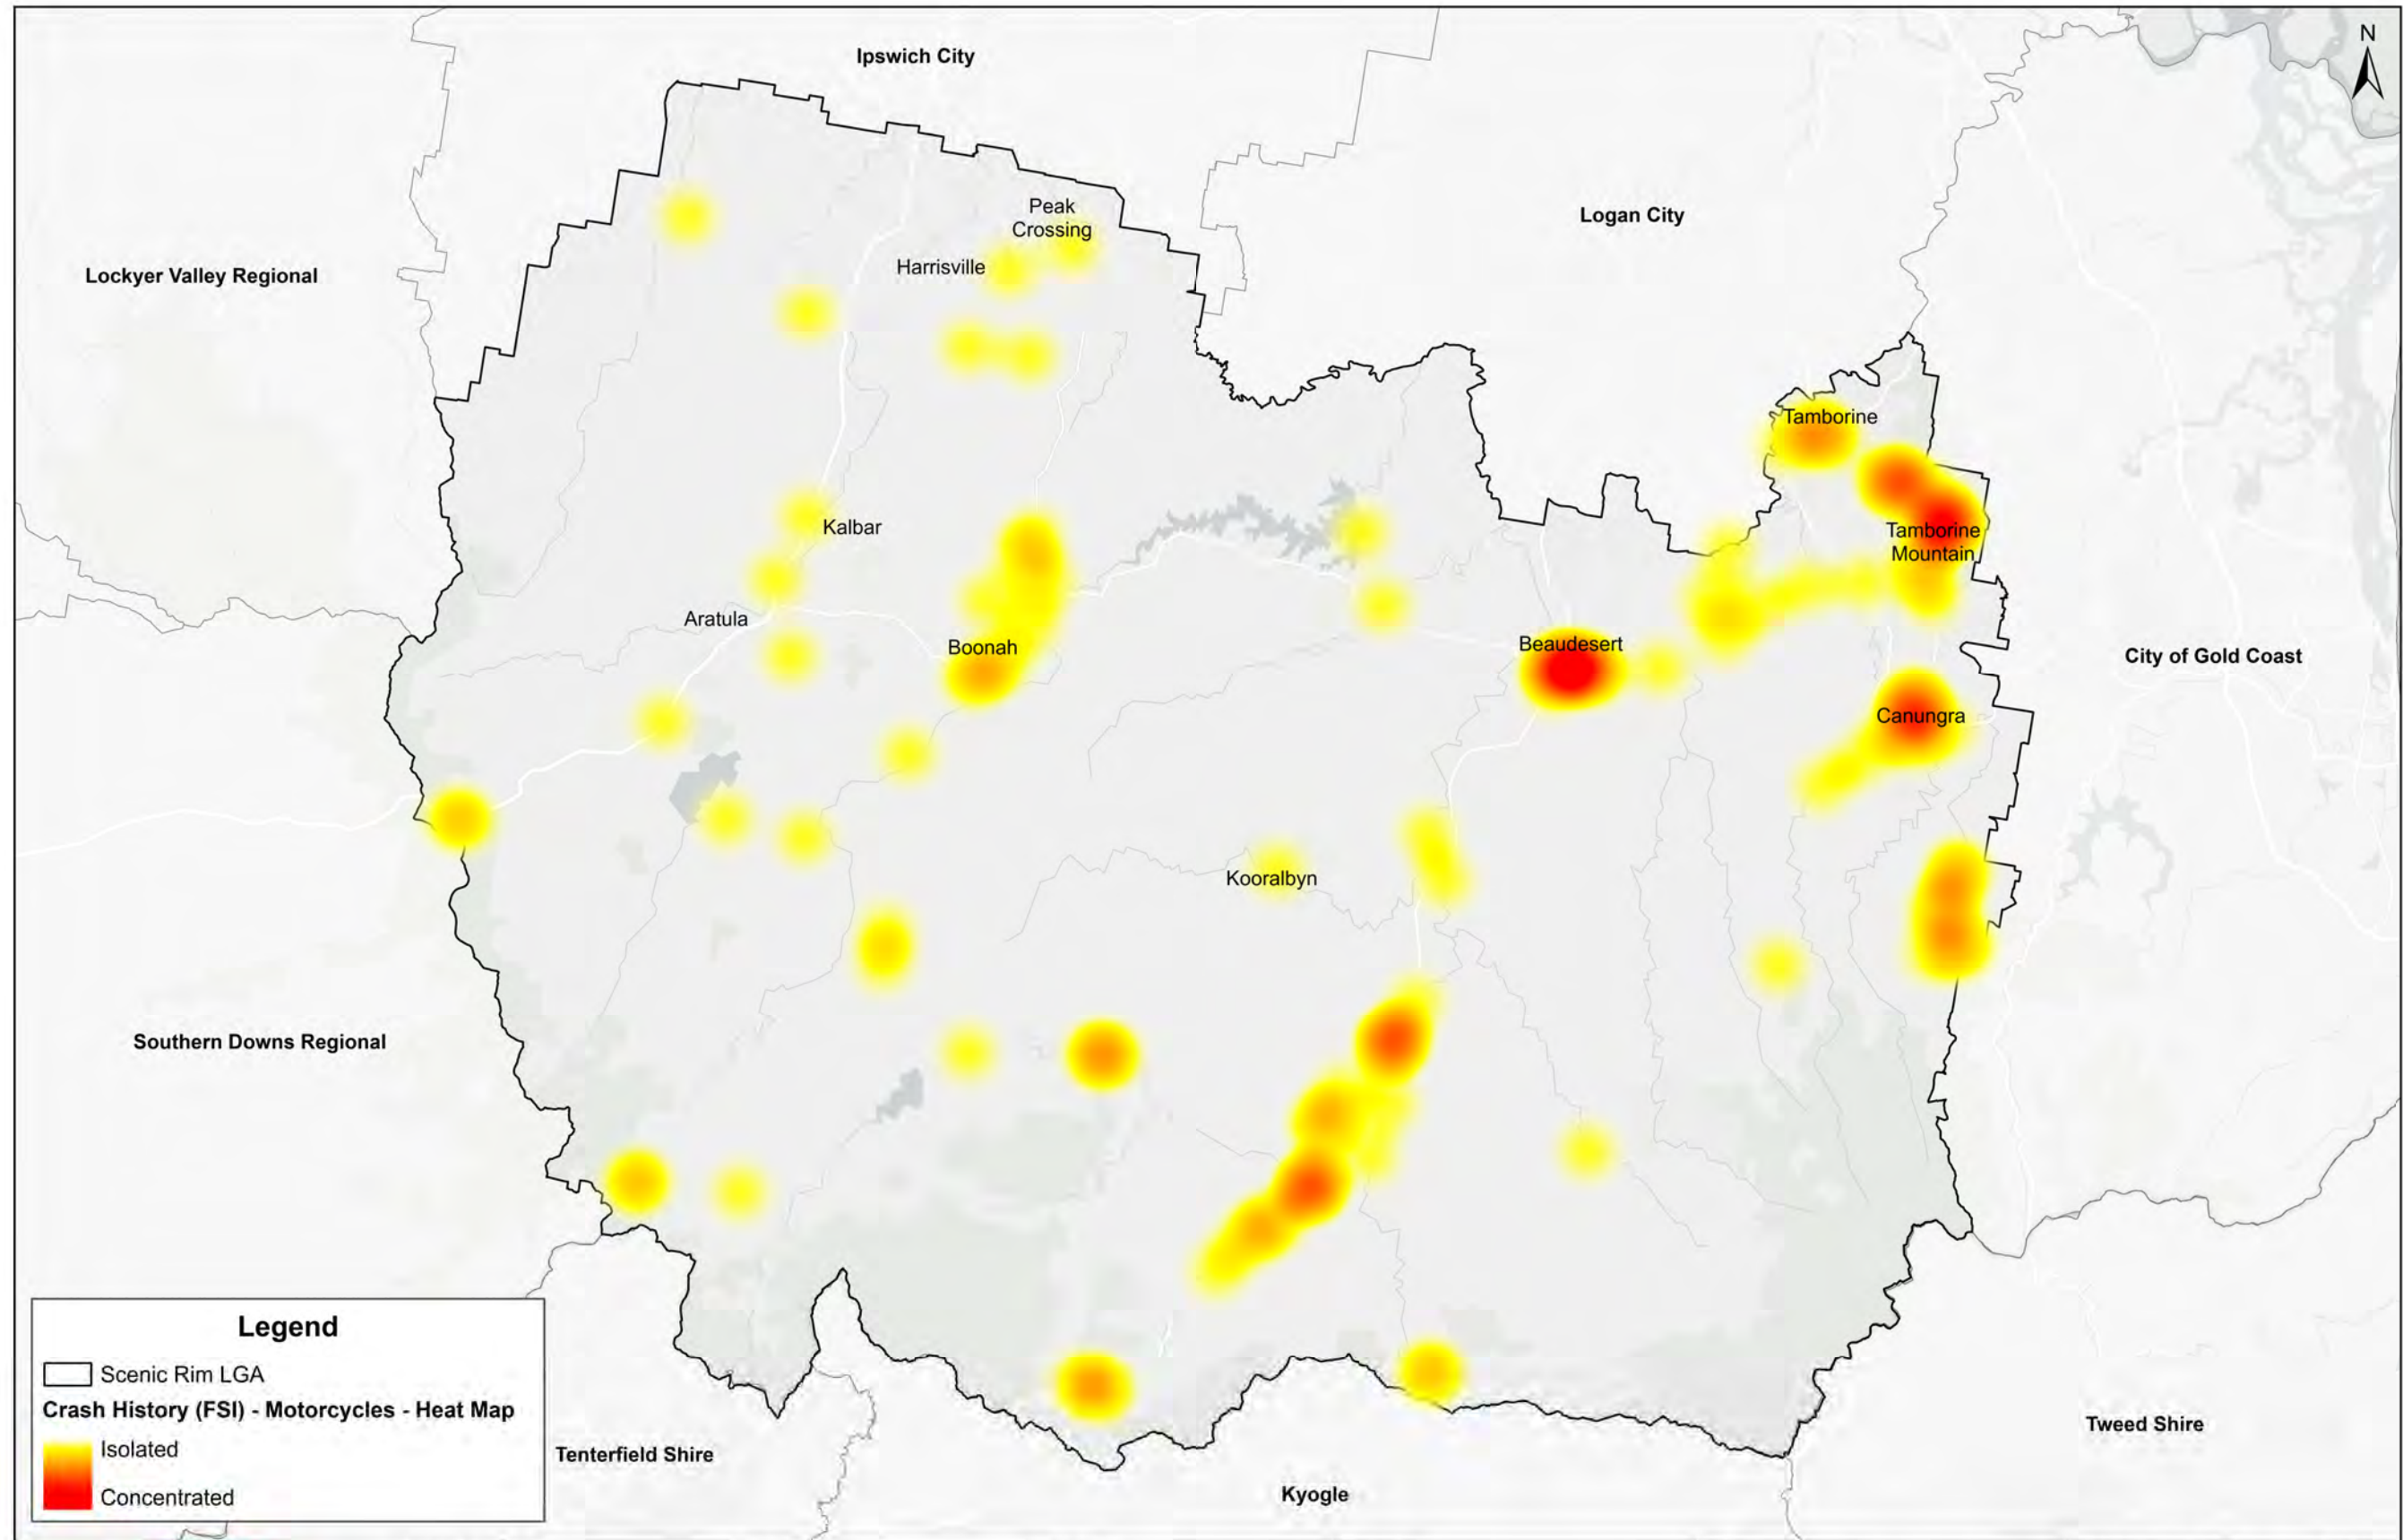 N
Ipswich City
Peak
Crossing
Logan City
Harrisville
Lockyer Valley Regional
Tamborine
Kalbar
Tamborine
Mountain
Aratula
Boonah
Beaudesert
City of Gold Coast
Canungra
Kooralbyn
Southern Downs Regional
Legend
Scenic Rim LGA
Crash History (FSI) - Motorcycles - Heat Map
Isolated
Concentrated
Tenterfield Shire
Kyogle
Tweed Shire